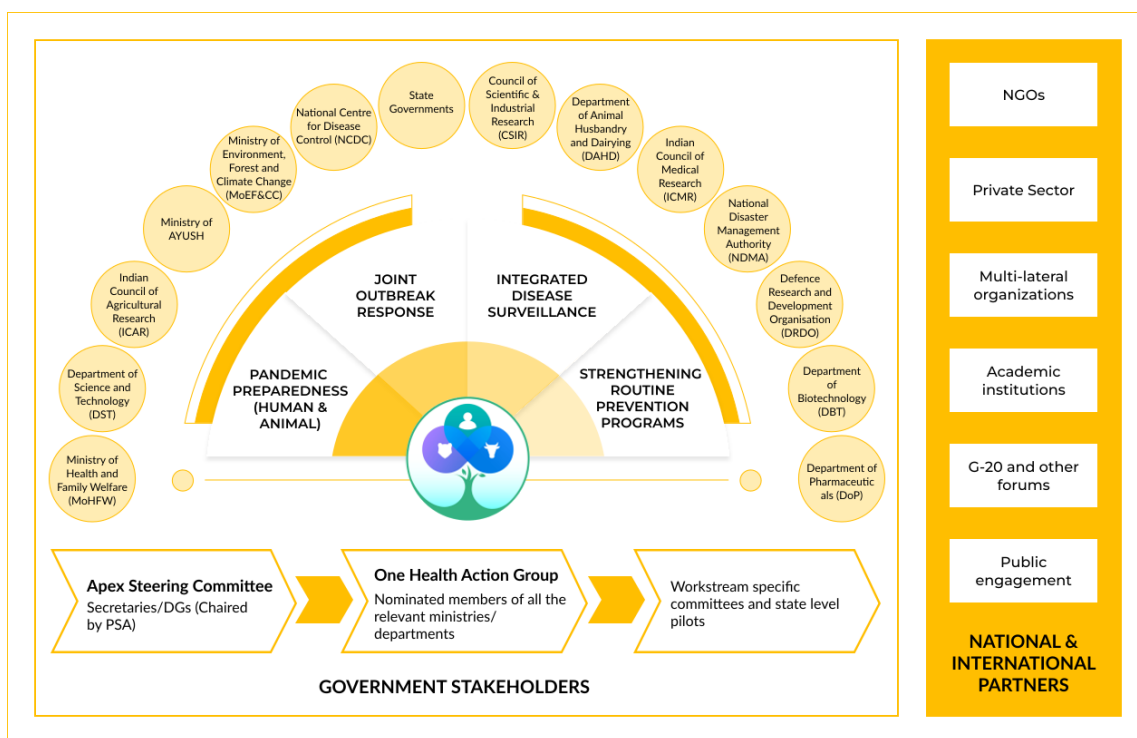 State
Governments
Council of
Scientific &
Industrial
Research
(CSIR)
National Centre
for Disease
Control (NCDC)
Department
of Animal
Husbandry
and Dairying
(DAHD)
Ministry of
Environment,
Forest and
Climate Change
(MoEF&CC)
Indian
Council of
Medical
Research
(ICMR)
Ministry of
AYUSH
National
Disaster
Management
Authority
(NDMA)
Indian
Council of
Agricultural
Research
(ICAR)
Defence
Research and
Development
Organisation
(DRDO)
Department of
Science and
Technology
(DST)
Department
of
Biotechnology
(DBT)
Ministry of
Health and
Family Welfare
(MoHFW)
Department of
Pharmaceutic
als (DoP)
JOINT
OUTBREAK
RESPONSE
INTEGRATED
DISEASE
SURVEILLANCE
PANDEMIC
PREPAREDNESS
(HUMAN &
ANIMAL)
STRENGTHENING
ROUTINE
PREVENTION
PROGRAMS
Apex Steering Committee
Secretaries/DGs (Chaired
by PSA)
One Health Action Group
Nominated members of all the
relevant ministries/
departments
Workstream specific
committees and state level
pilots
GOVERNMENT STAKEHOLDERS
NGOs
Private Sector
Multi-lateral
organizations
Academic
institutions
G-20 and other
forums
Public
engagement
NATIONAL &
INTERNATIONAL
PARTNERS